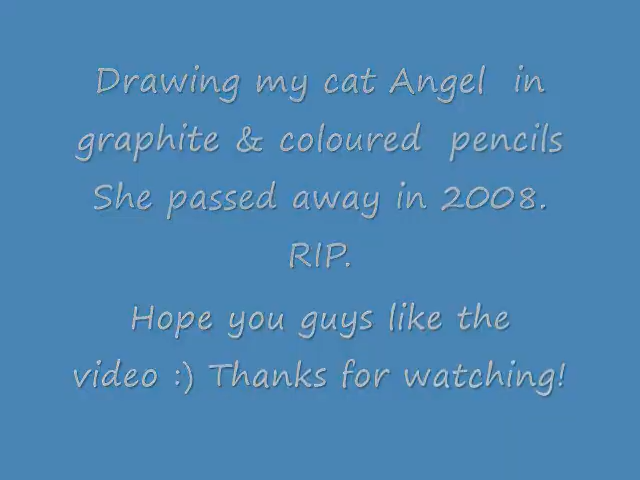 Drawing my cat Angel in
graphite & coloured pencils
She passed away in 2008.
RIP.
Hope you guys like the
video :) Thanks for watching!